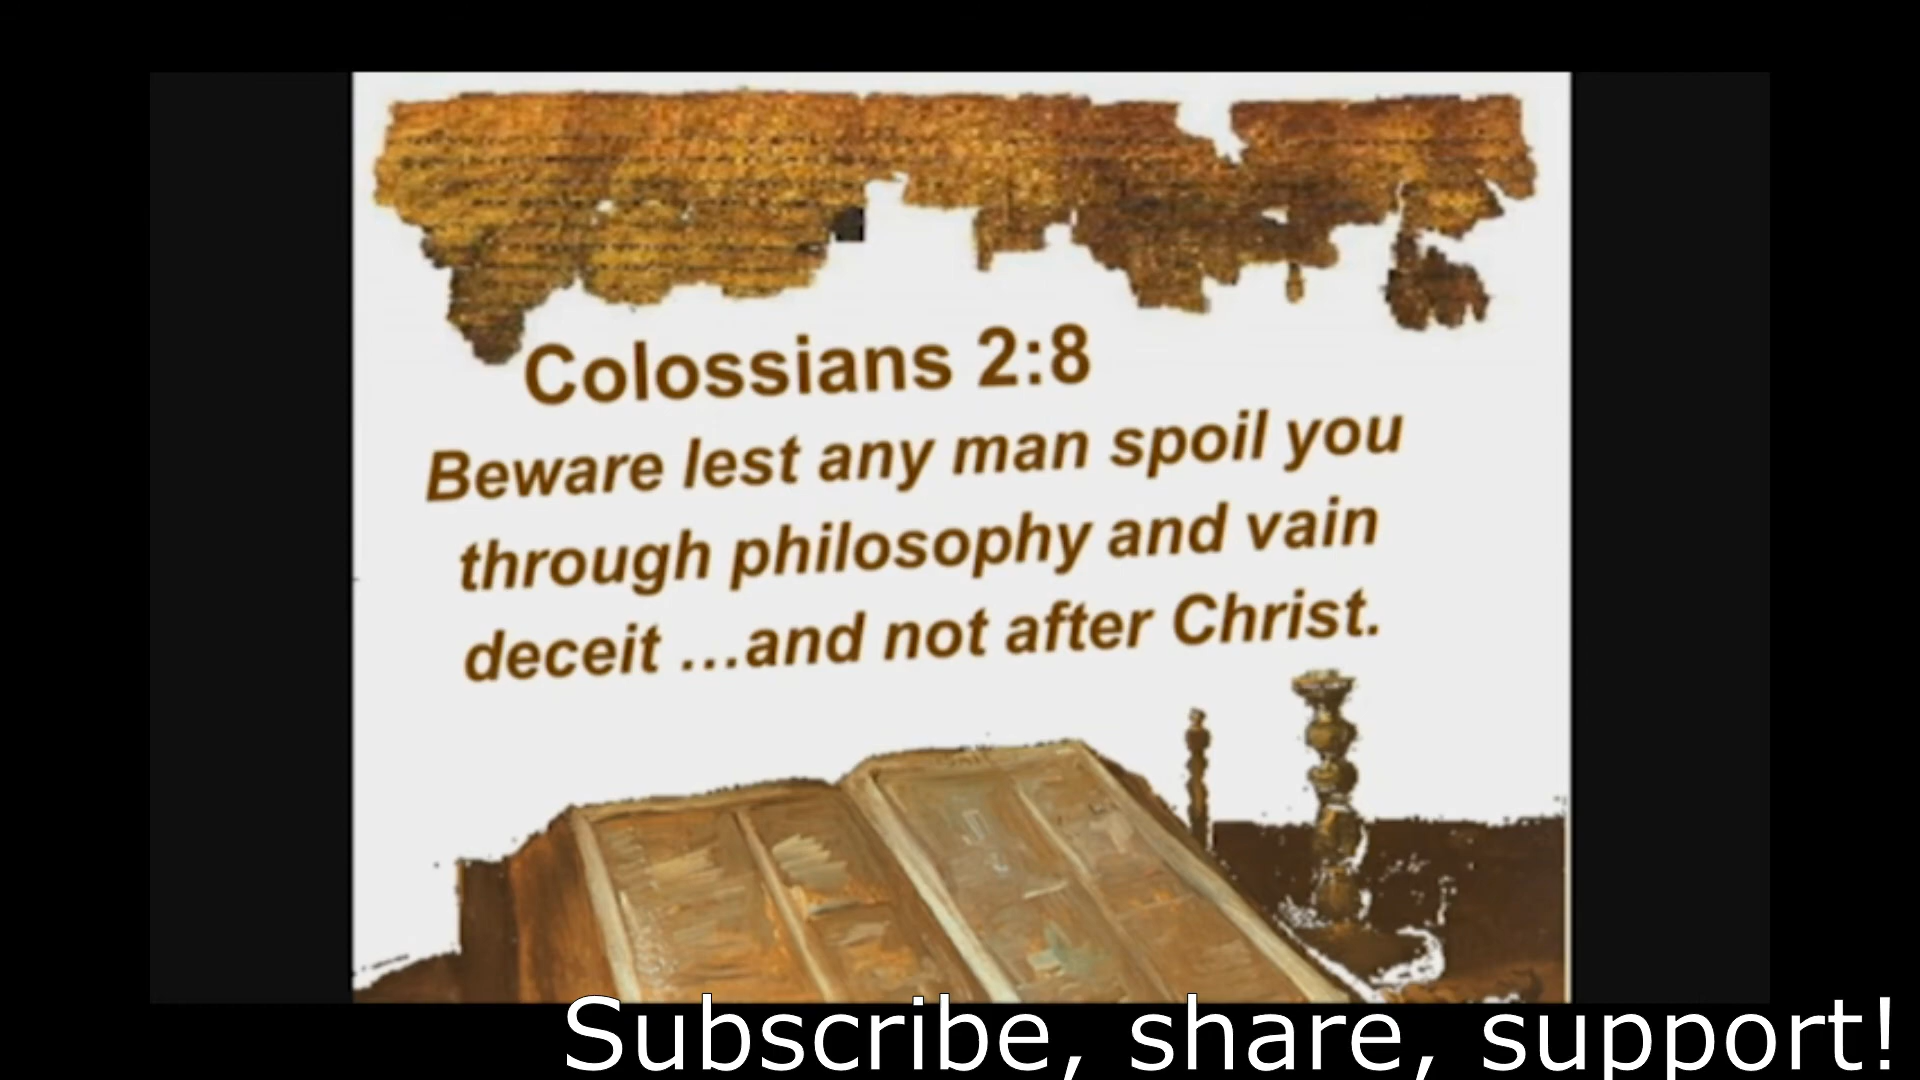 Colossians 2:8
Beware lest any man spoil you
through philosophy and vain
deceit ...and not after Christ.
Subscribe, share, support!